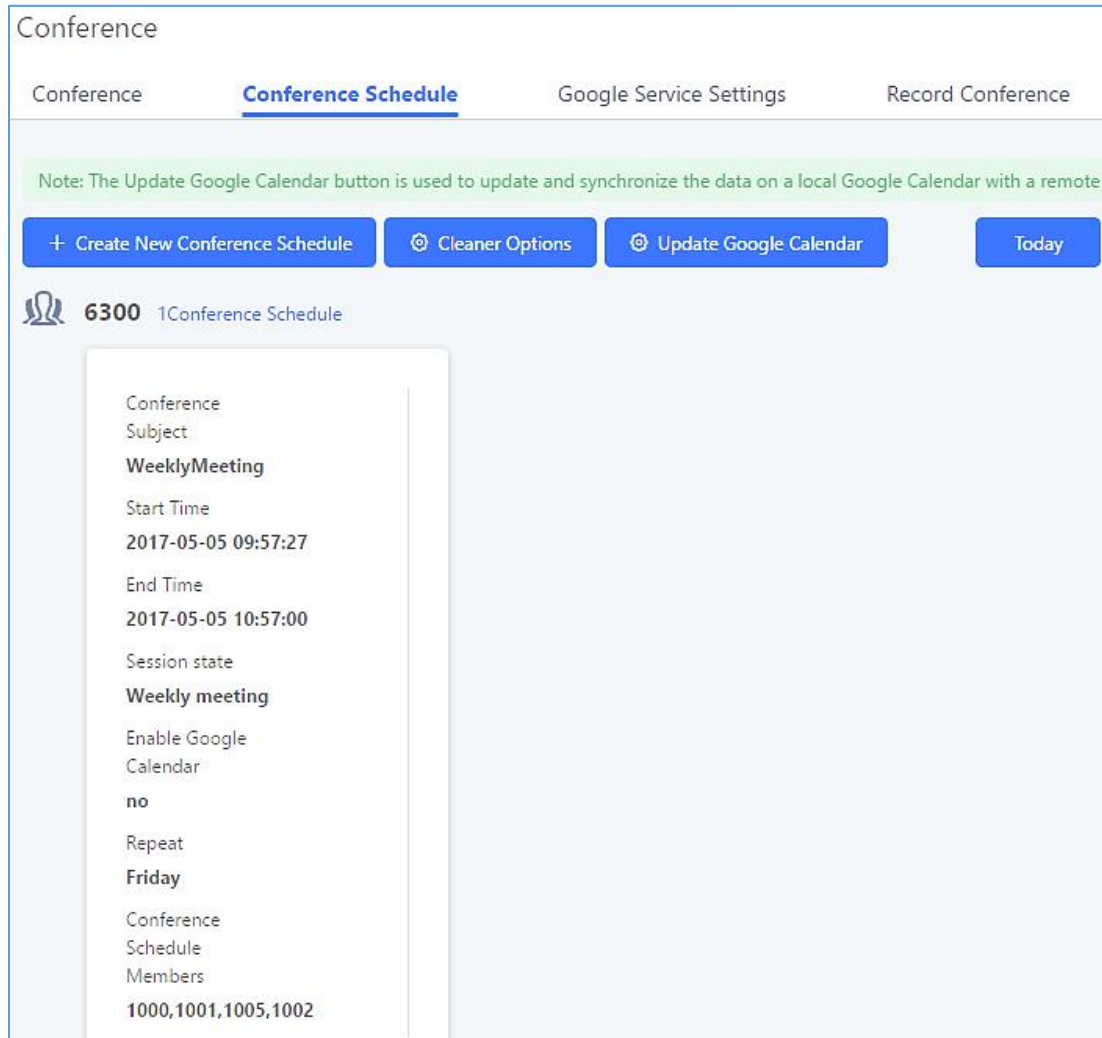 Conference
Conference Conference Schedule Google Service Settings Record Conference
Note: The Update Google Calendar button is used to update and synchronize the data on a local Google Calendar with a remote
+ Create New Conference Schedule Cleaner Options Update Google Calendar Today
6300 1Conference Schedule
Conference
Subject
WeeklyMeeting
Start Time
2017-05-05 09:57:27
End Time
2017-05-05 10:57:00
Session state
Weekly meeting
Enable Google
Calendar
no
Repeat
Friday
Conference
Schedule
Members
1000,1001,1005,1002